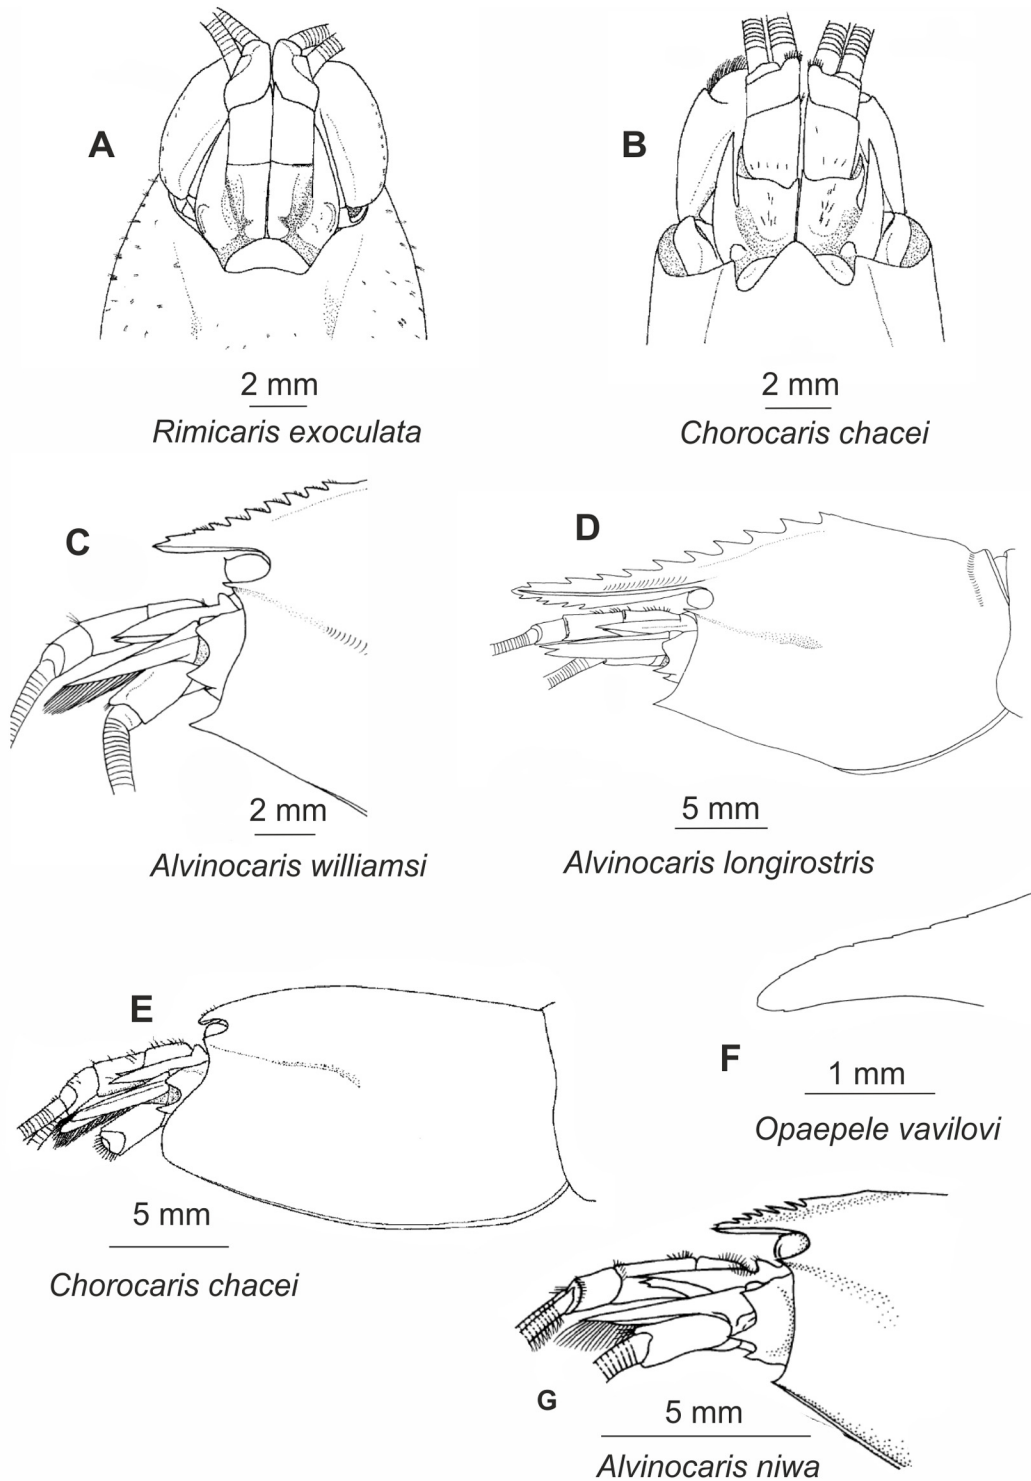 A
B
2 mm
Rimicaris exoculata
2 mm
Chorocaris chacei
C
D
2 mm
Alvinocaris williamsi
5 mm
Alvinocaris longirostris
E
F
1 mm
Opaepele vavilovi
5 mm
Chorocaris chacei
G
5 mm
Alvinocaris niwa